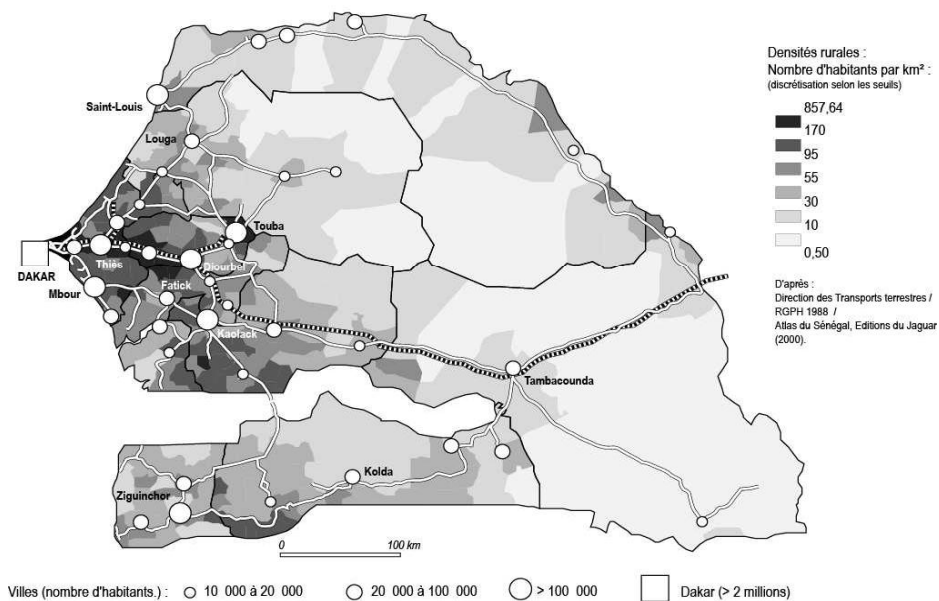 Saint-Louis
Louga
Touba
DAKAR
Thiès
Diourbel
Mbour
Fatick
Kaolack
Tambacounda
Kolda
Ziguinchor
0 100 km
Densités rurales :
Nombre d'habitants par km² :
(discrétisation selon les seuils)
857,64
170
95
55
30
10
0,50
D'après :
Direction des Transports terrestres /
RGPH 1988 /
Atlas du Sénégal, Editions du Jaguar
(2000).
Villes (nombre d'habitants.) : 10 000 à 20 000 20 000 à 100 000 > 100 000 Dakar (> 2 millions)